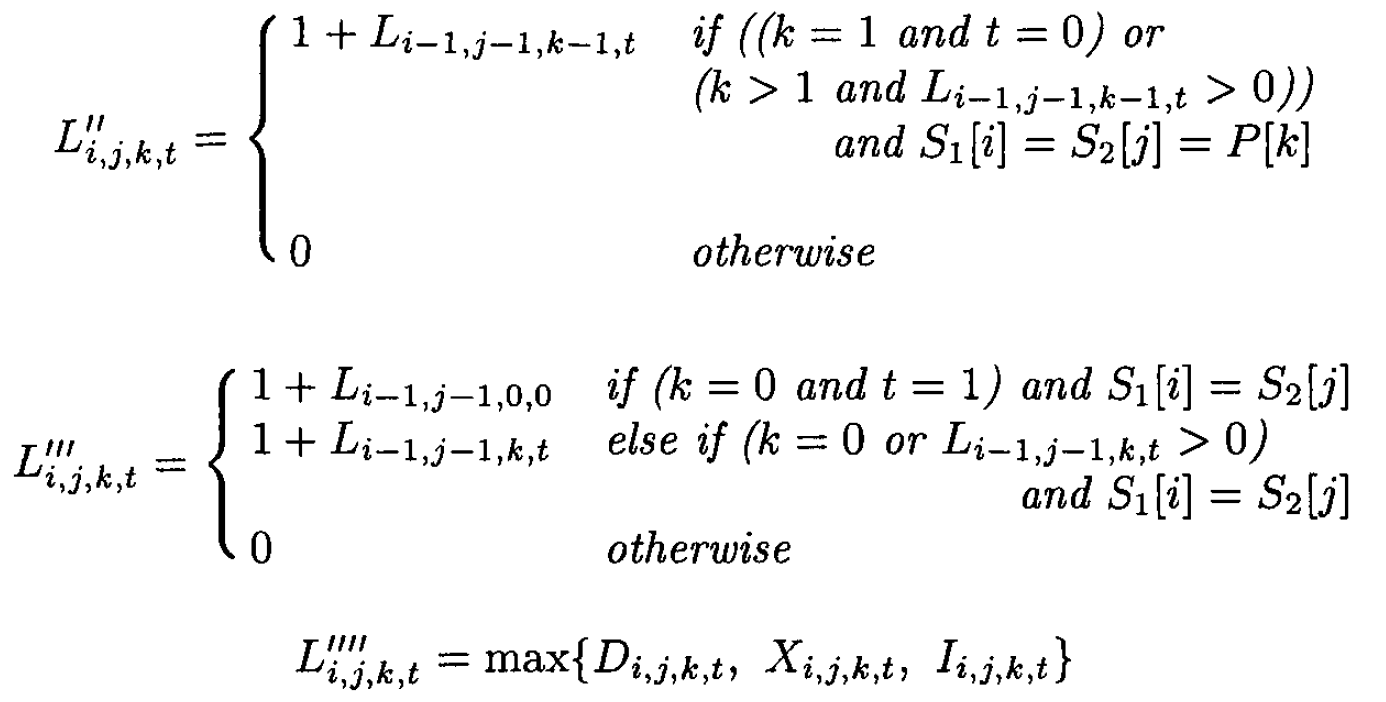 1 + L_{i−1,j−1,k−1,t} if ((k = 1 and t = 0) or
(k > 1 and L_{i−1,j−1,k−1,t} > 0))
L''_{i,j,k,t} = {
and S_1[i] = S_2[j] = P[k]
0 otherwise
1 + L_{i−1,j−1,0,0} if (k = 0 and t = 1) and S_1[i] = S_2[j]
1 + L_{i−1,j−1,k,t} else if (k = 0 or L_{i−1,j−1,k,t} > 0)
L'''_{i,j,k,t} = {
and S_1[i] = S_2[j]
0 otherwise
L''''_{i,j,k,t} = max{D_{i,j,k,t}, X_{i,j,k,t}, I_{i,j,k,t}}